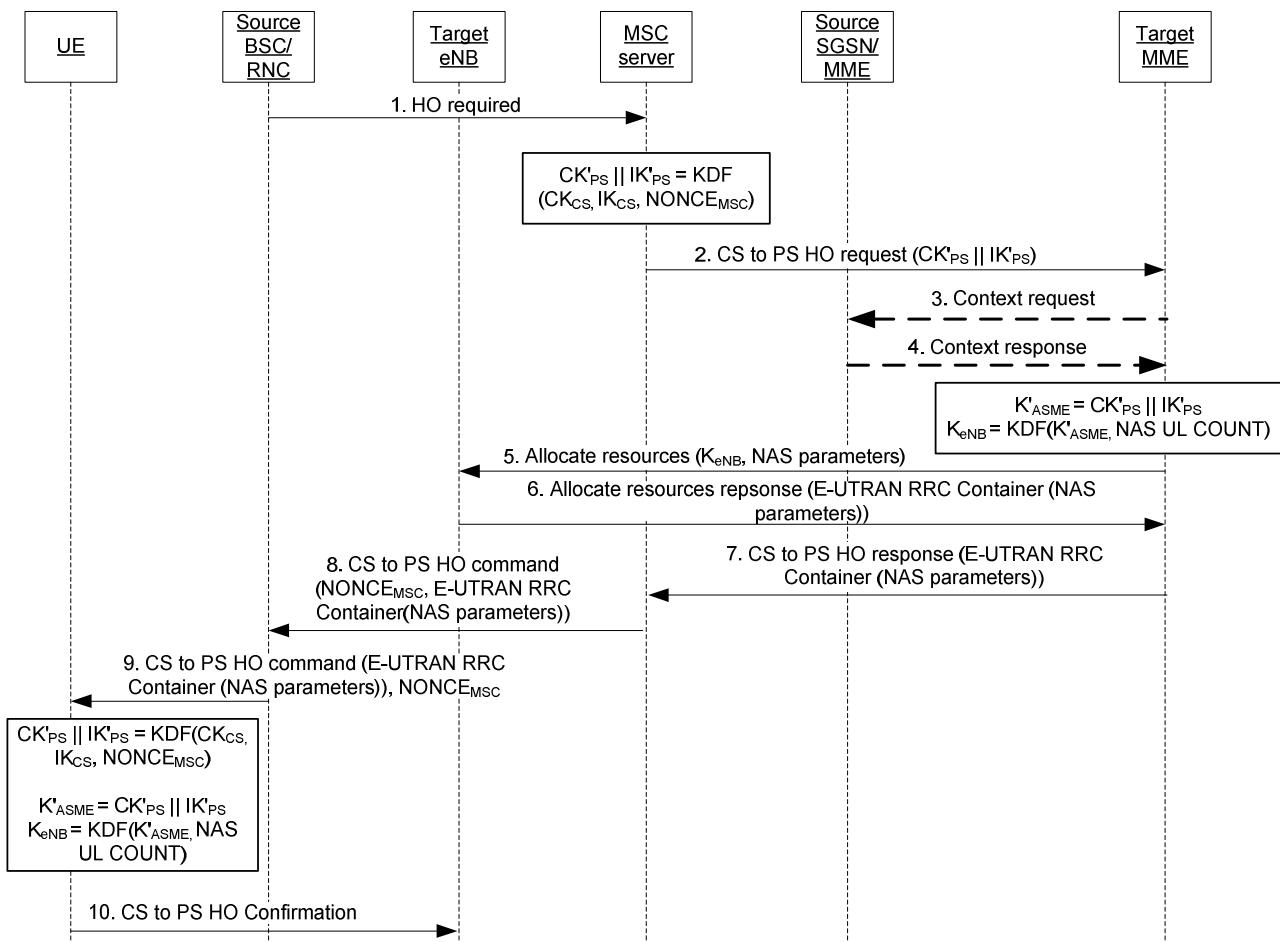 UE
Source
BSC/
RNC
Target
eNB
MSC
server
Source
SGSN/
MME
Target
MME
1. HO required
CK'PS || IK'PS = KDF
(CKCS, IKCS, NONCEMSC)
2. CS to PS HO request (CK'PS || IK'PS)
3. Context request
4. Context response
K'ASME = CK'PS || IK'PS
KeNB = KDF(K'ASME, NAS UL COUNT)
5. Allocate resources (KeNB, NAS parameters)
6. Allocate resources repsonse (E-UTRAN RRC Container (NAS
parameters))
7. CS to PS HO response (E-UTRAN RRC
Container (NAS parameters))
8. CS to PS HO command
(NONCEMSC, E-UTRAN RRC
Container(NAS parameters))
9. CS to PS HO command (E-UTRAN RRC
Container (NAS parameters)), NONCEMSC
CK'PS || IK'PS = KDF(CKCS,
IKCS, NONCEMSC)
K'ASME = CK'PS || IK'PS
KeNB = KDF(K'ASME, NAS
UL COUNT)
10. CS to PS HO Confirmation